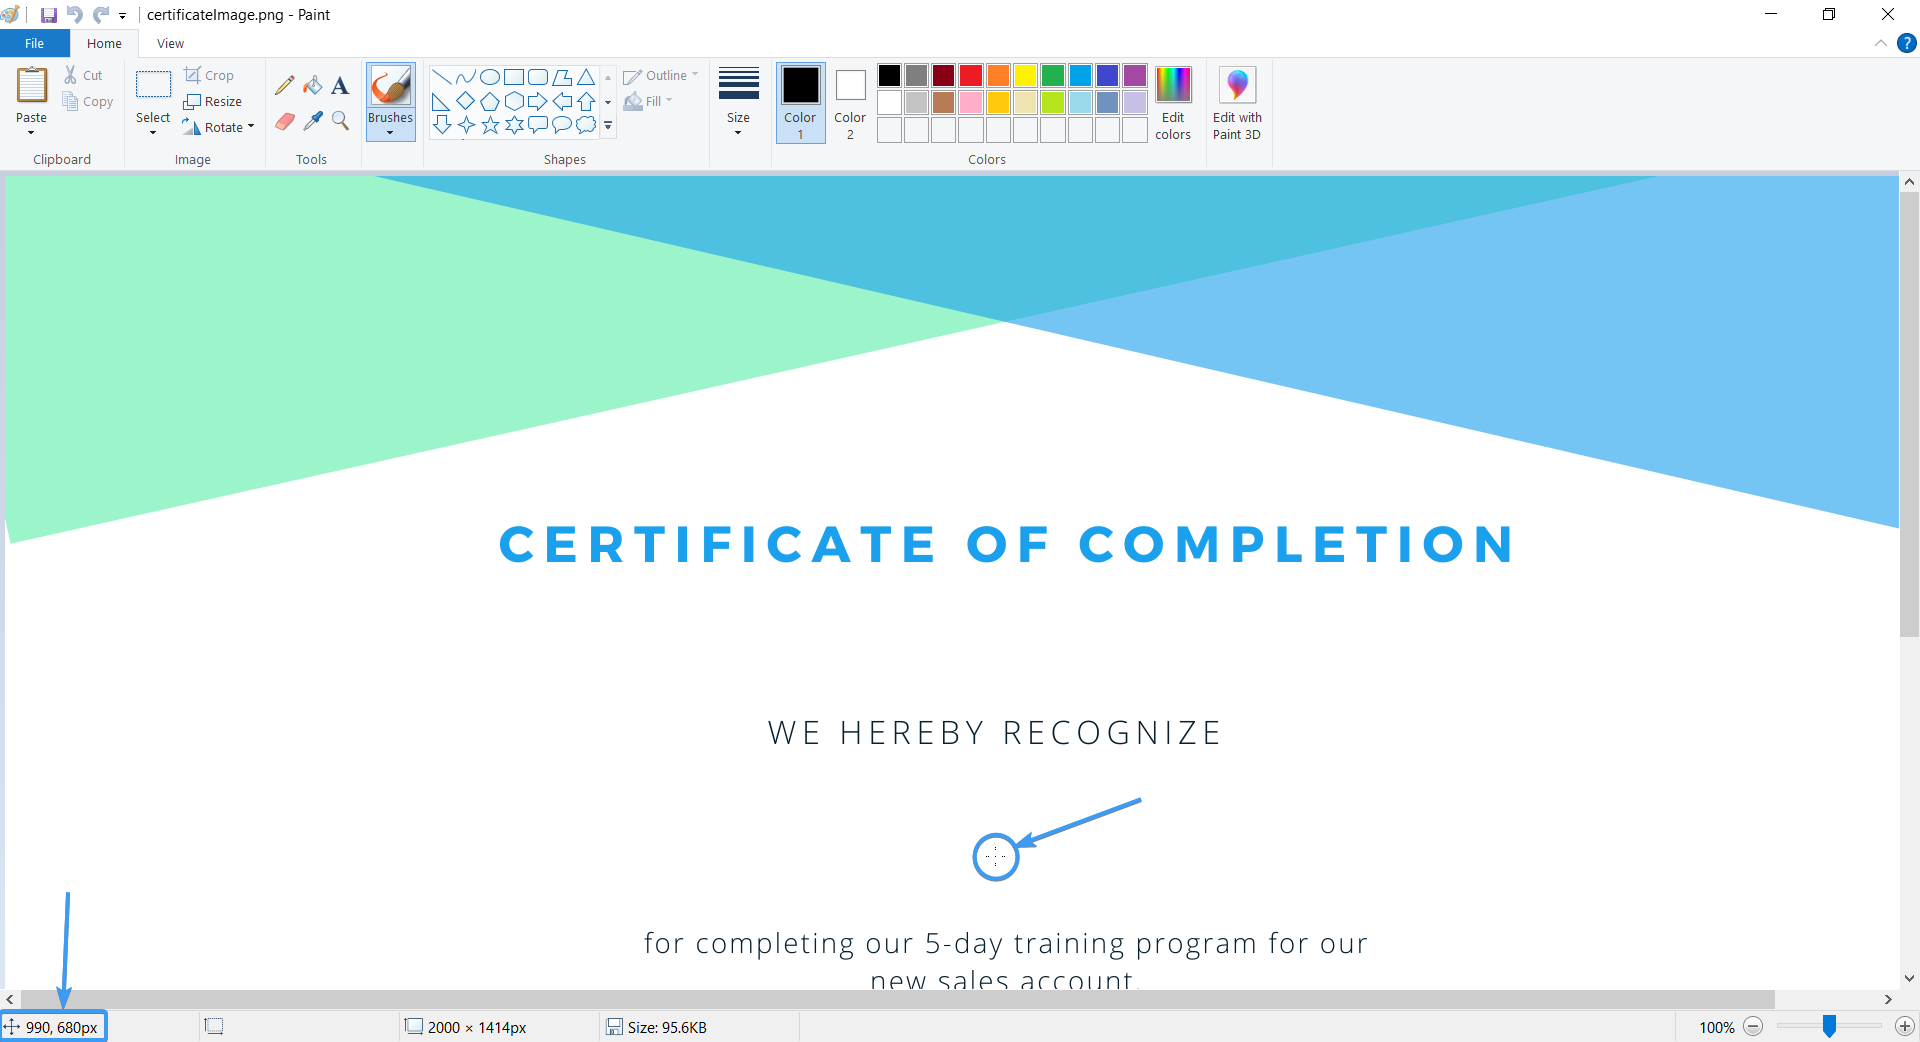 certificateImage.png - Paint
File Home View
Paste
Cut
Copy
Clipboard
Select
Crop
Resize
Rotate
Image
A
Tools
Brushes
Outline
Fill
Shapes
Size
Color 1
Color 2
Edit colors
Colors
Edit with Paint 3D
?
CERTIFICATE OF COMPLETION
WE HEREBY RECOGNIZE
for completing our 5-day training program for our
new sales account.
990, 680px
2000 × 1414px
Size: 95.6KB
100%